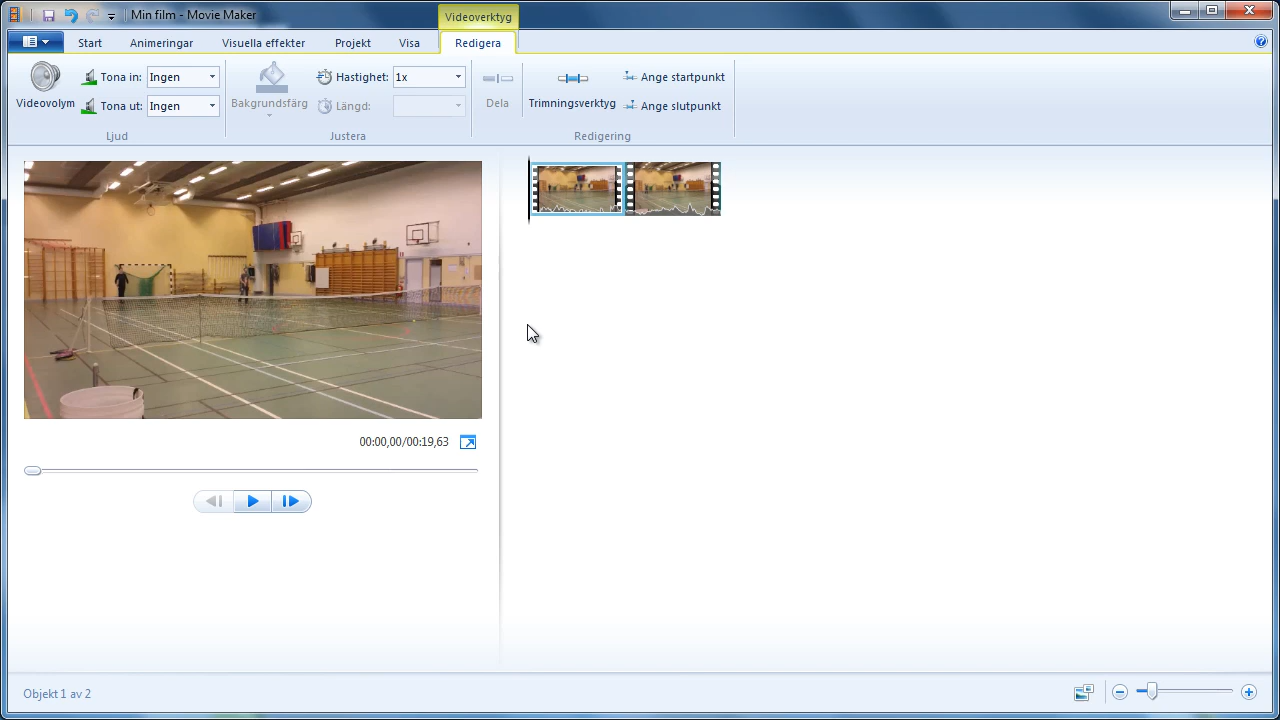 Min film - Movie Maker
Videoverktyg
Start Animeringar Visuella effekter Projekt Visa Redigera
Tona in: Ingen Hastighet: 1x Ange startpunkt
Videovolym Bakgrundsfärg Dela Trimningsverktyg
Tona ut: Ingen Längd: Ange slutpunkt
Ljud Justera Redigering
00:00,00/00:19,63
Objekt 1 av 2